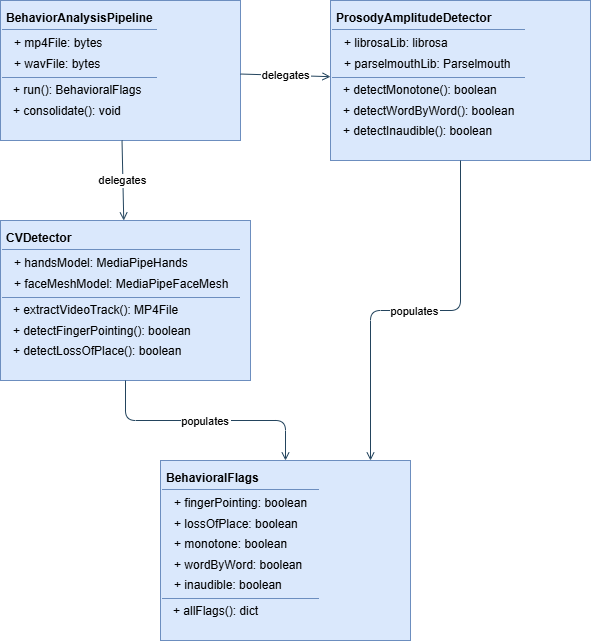 BehaviorAnalysisPipeline
+ mp4File: bytes
+ wavFile: bytes
+ run(): BehavioralFlags
+ consolidate(): void
delegates
ProsodyAmplitudeDetector
+ librosaLib: librosa
+ parselmouthLib: Parselmouth
+ detectMonotone(): boolean
+ detectWordByWord(): boolean
+ detectInaudible(): boolean
delegates
CVDetector
+ handsModel: MediaPipeHands
+ faceMeshModel: MediaPipeFaceMesh
+ extractVideoTrack(): MP4File
+ detectFingerPointing(): boolean
+ detectLossOfPlace(): boolean
populates
populates
BehavioralFlags
+ fingerPointing: boolean
+ lossOfPlace: boolean
+ monotone: boolean
+ wordByWord: boolean
+ inaudible: boolean
+ allFlags(): dict